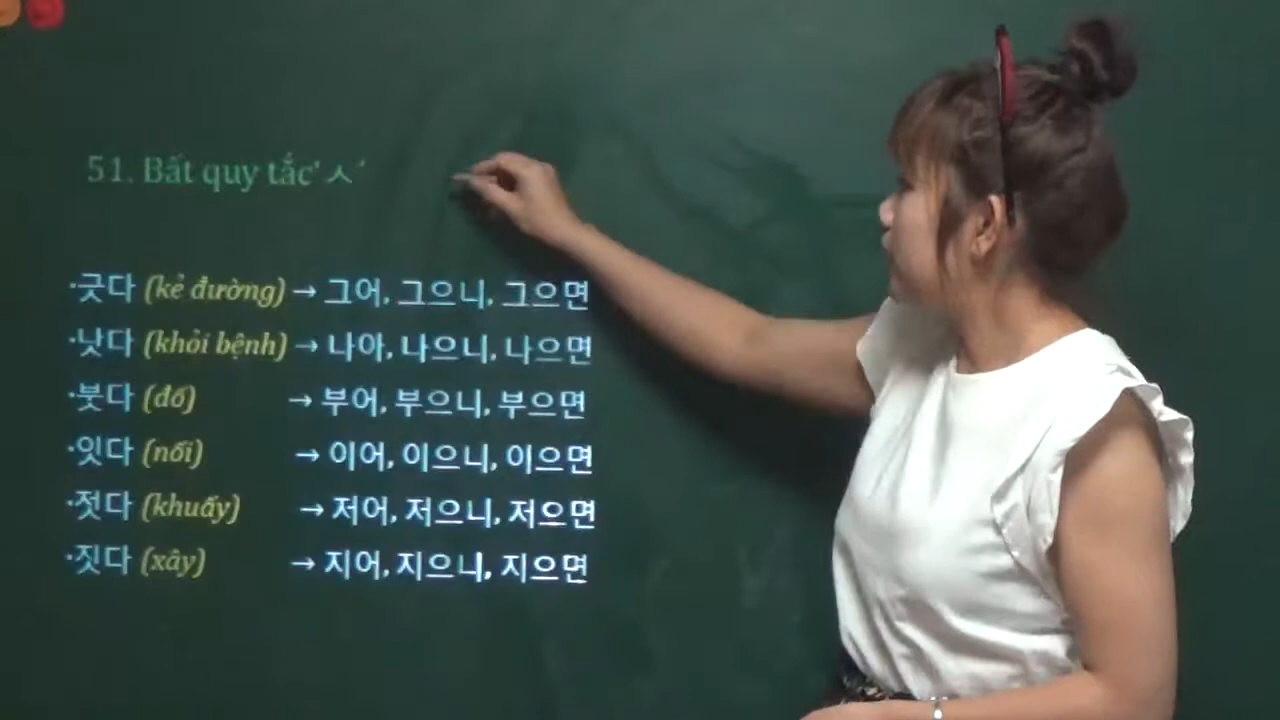 51. Bất quy tắc'ㅅ'
·긋다 (kẻ đường) → 그어, 그으니, 그으면
·낫다 (khỏi bệnh) → 나아, 나으니, 나으면
·붓다 (đổ) → 부어, 부으니, 부으면
·잇다 (nối) → 이어, 이으니, 이으면
·젓다 (khuấy) → 저어, 저으니, 저으면
·짓다 (xây) → 지어, 지으니, 지으면